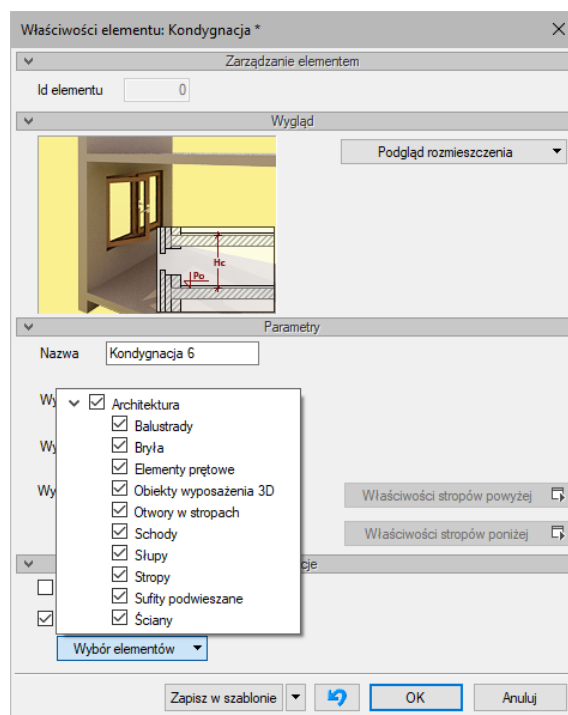 Właściwości elementu: Kondygnacja *
Zarządzanie elementem
Id elementu 0
Wygląd
Podgląd rozmieszczenia
Hc
Po
Parametry
Nazwa Kondygnacja 6
Architektura
Balustrady
Bryła
Elementy prętowe
Obiekty wyposażenia 3D
Otwory w stropach
Schody
Słupy
Stropy
Sufity podwieszane
Ściany
Właściwości stropów powyżej
Właściwości stropów poniżej
Wybór elementów
Zapisz w szablonie OK Anuluj